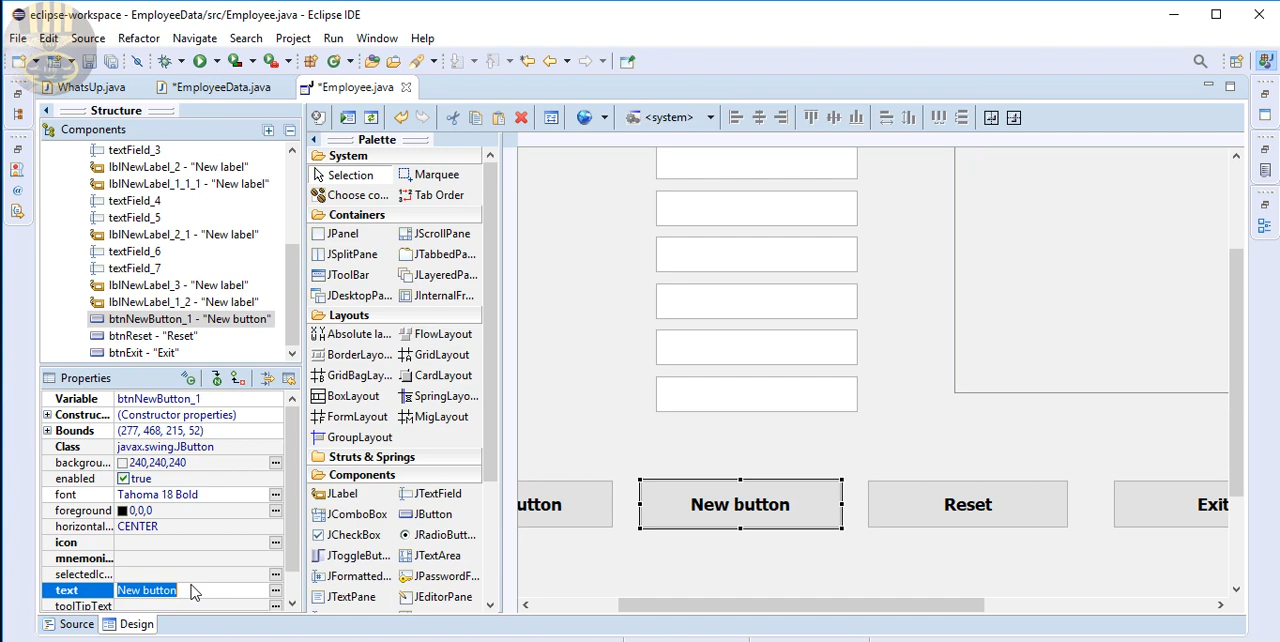 eclipse-workspace - EmployeeData/src/Employee.java - Eclipse IDE
File Edit Source Refactor Navigate Search Project Run Window Help
WhatsUp.java *EmployeeData.java *Employee.java
Structure
Components
textField_3
lblNewLabel_2 - "New label"
lblNewLabel_1_1_1 - "New label"
textField_4
textField_5
lblNewLabel_2_1 - "New label"
textField_6
textField_7
lblNewLabel_3 - "New label"
lblNewLabel_1_2 - "New label"
btnNewButton_1 - "New button"
btnReset - "Reset"
btnExit - "Exit"
Properties
Variable btnNewButton_1
Construc... (Constructor properties)
Bounds (277, 468, 215, 52)
Class javax.swing.JButton
backgrou... 240,240,240 ...
enabled true
font Tahoma 18 Bold ...
foreground 0,0,0 ...
horizontal... CENTER
icon ...
mnemoni...
selectedIc... ...
text New button ...
toolTipText ...
Source Design
<system>
Palette
System
Selection Marquee
Choose co... Tab Order
Containers
JPanel JScrollPane
JSplitPane JTabbedPa...
JToolBar JLayeredPa...
JDesktopPa... JInternalFr...
Layouts
Absolute la... FlowLayout
BorderLayo... GridLayout
GridBagLay... CardLayout
BoxLayout SpringLayo...
FormLayout MigLayout
GroupLayout
Struts & Springs
Components
JLabel JTextField
JComboBox JButton
JCheckBox JRadioButt...
JToggleBut... JTextArea
JFormatted... JPasswordF...
JTextPane JEditorPane
utton New button Reset Exit